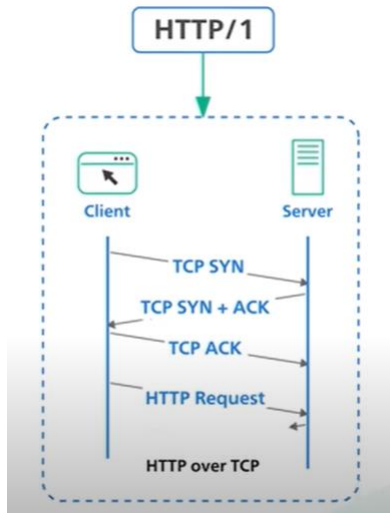 HTTP/1
Client
Server
TCP SYN
TCP SYN + ACK
TCP ACK
HTTP Request
HTTP over TCP